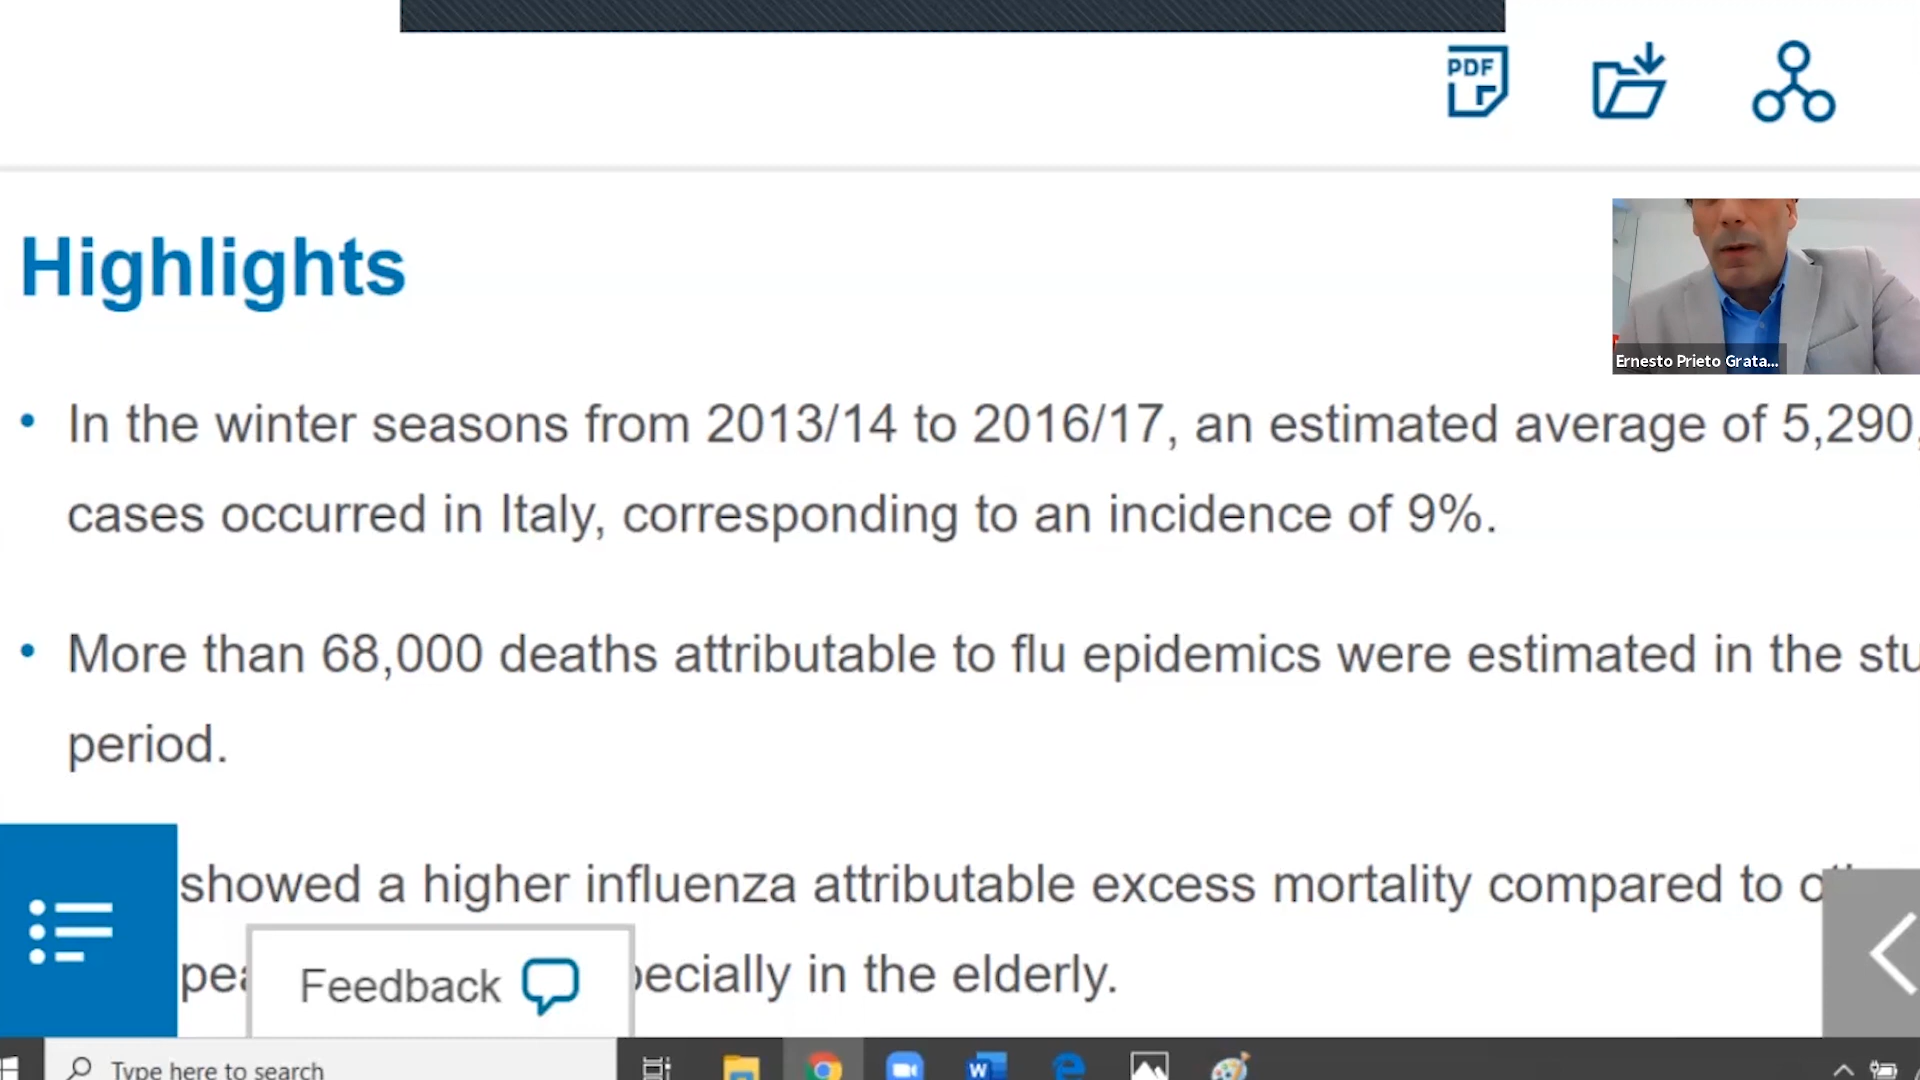 PDF
Highlights
Ernesto Prieto Grata...
• In the winter seasons from 2013/14 to 2016/17, an estimated average of 5,290,
cases occurred in Italy, corresponding to an incidence of 9%.
• More than 68,000 deaths attributable to flu epidemics were estimated in the stu
period.
showed a higher influenza attributable excess mortality compared to
in the elderly.
Feedback
Type here to search